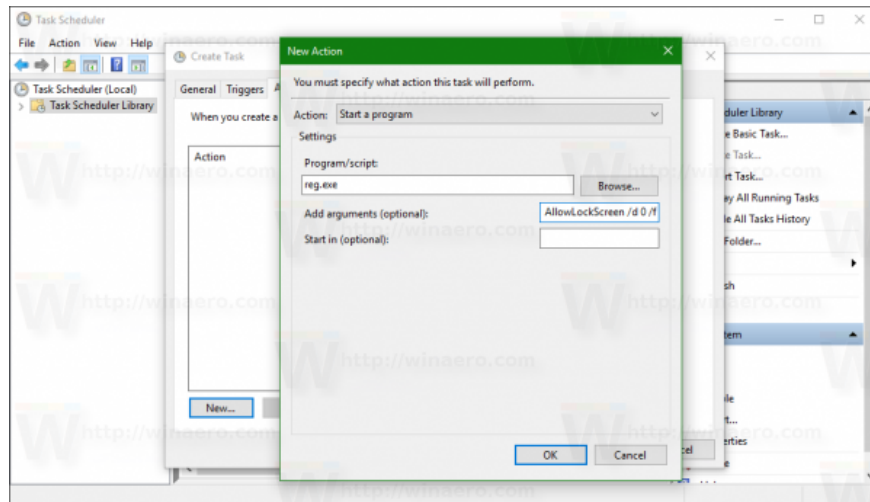 Task Scheduler
File Action View Help
Task Scheduler (Local)
Task Scheduler Library
Create Task
General Triggers A
When you create a
Action
New...
New Action
You must specify what action this task will perform.
Action: Start a program
Settings
Program/script:
reg.exe
Browse...
Add arguments (optional): AllowLockScreen /d 0 /f
Start in (optional):
OK Cancel
cel
duler Library
e Basic Task...
e Task...
rt Task...
ay All Running Tasks
le All Tasks History
Folder...
sh
tem
le
t...
erties
e
http://winaero.com